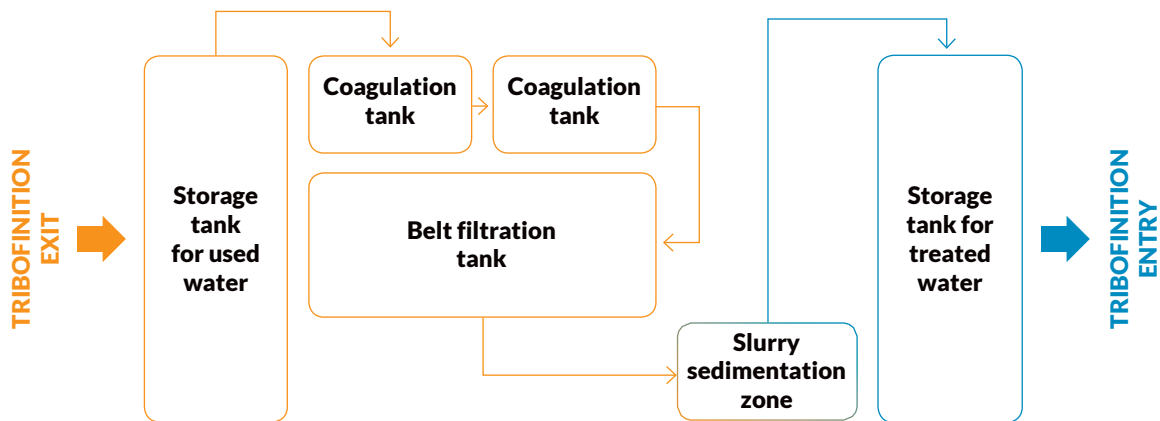 TRIBOFINITION
EXIT
Storage
tank
for used
water
Coagulation
tank
Coagulation
tank
Belt filtration
tank
Slurry
sedimentation
zone
Storage
tank for
treated
water
TRIBOFINITION
ENTRY